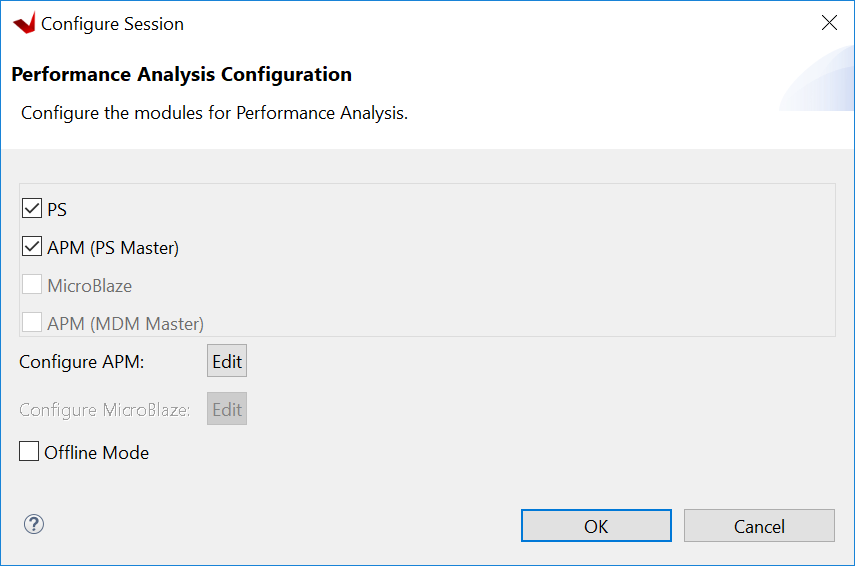 Configure Session
Performance Analysis Configuration
Configure the modules for Performance Analysis.
PS
APM (PS Master)
MicroBlaze
APM (MDM Master)
Configure APM: Edit
Configure MicroBlaze: Edit
Offline Mode
? OK Cancel